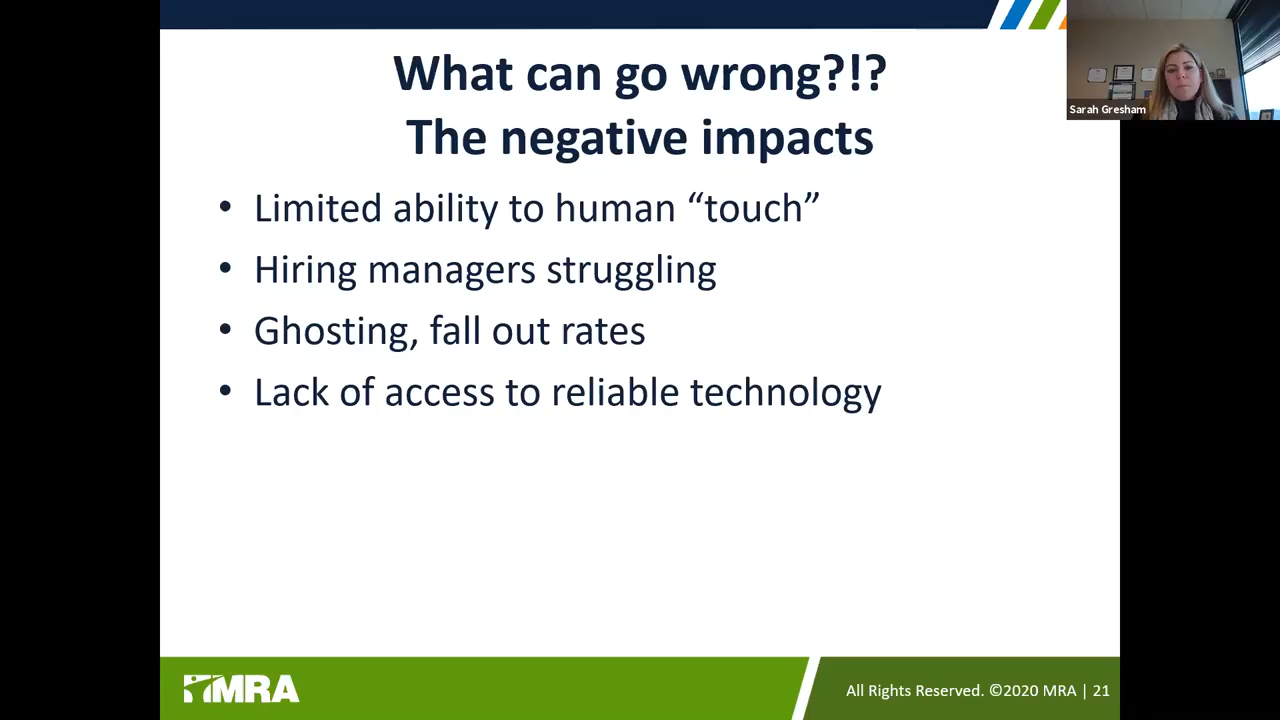 What can go wrong?!?
The negative impacts
• Limited ability to human “touch”
• Hiring managers struggling
• Ghosting, fall out rates
• Lack of access to reliable technology
Sarah Gresham
MRA
All Rights Reserved. ©2020 MRA | 21